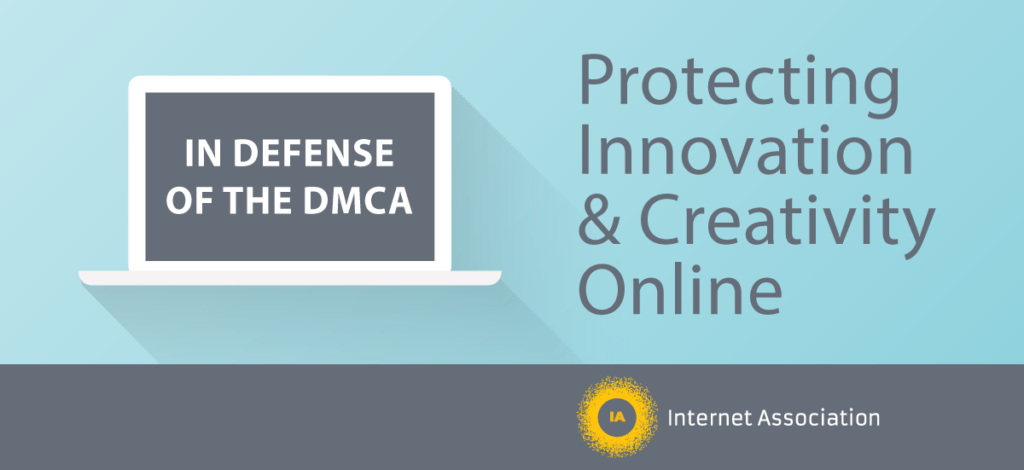 IN DEFENSE
OF THE DMCA
Protecting
Innovation
& Creativity
Online
IA
Internet Association